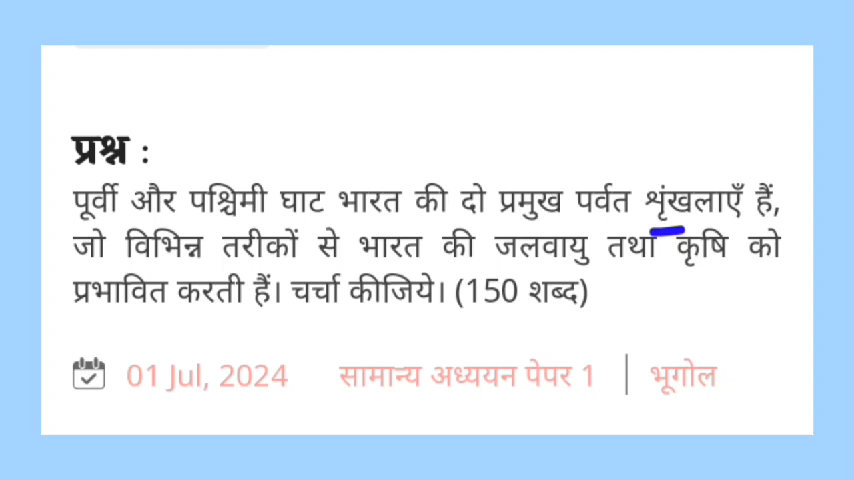 प्रश्न :
पूर्वी और पश्चिमी घाट भारत की दो प्रमुख पर्वत शृंखलाएँ हैं,
जो विभिन्न तरीकों से भारत की जलवायु तथा कृषि को
प्रभावित करती हैं। चर्चा कीजिये। (150 शब्द)
01 Jul, 2024 सामान्य अध्ययन पेपर 1 | भूगोल